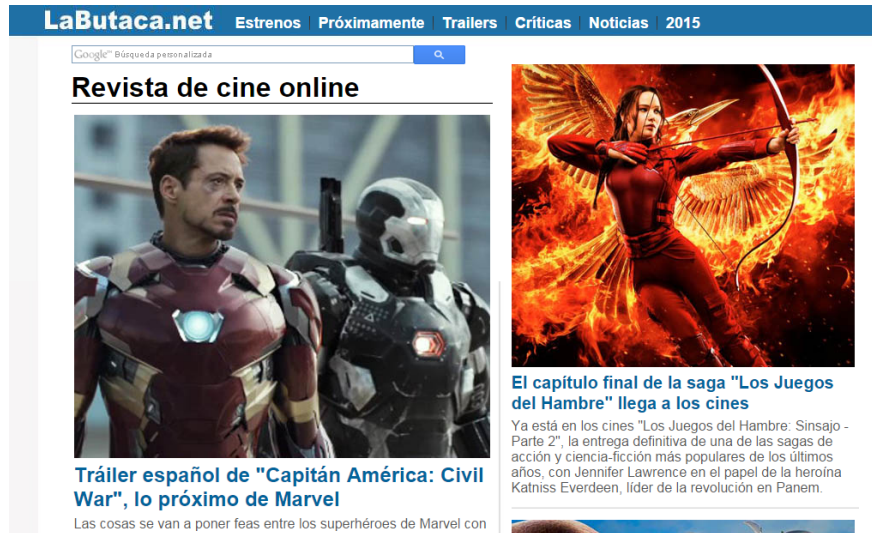 LaButaca.net Estrenos Próximamente Trailers Críticas Noticias 2015
Google™ Búsqueda personalizada
Revista de cine online
Tráiler español de "Capitán América: Civil
War", lo próximo de Marvel
Las cosas se van a poner feas entre los superhéroes de Marvel con
El capítulo final de la saga "Los Juegos
del Hambre" llega a los cines
Ya está en los cines "Los Juegos del Hambre: Sinsajo -
Parte 2", la entrega definitiva de una de las sagas de
acción y ciencia-ficción más populares de los últimos
años, con Jennifer Lawrence en el papel de la heroína
Katniss Everdeen, líder de la revolución en Panem.